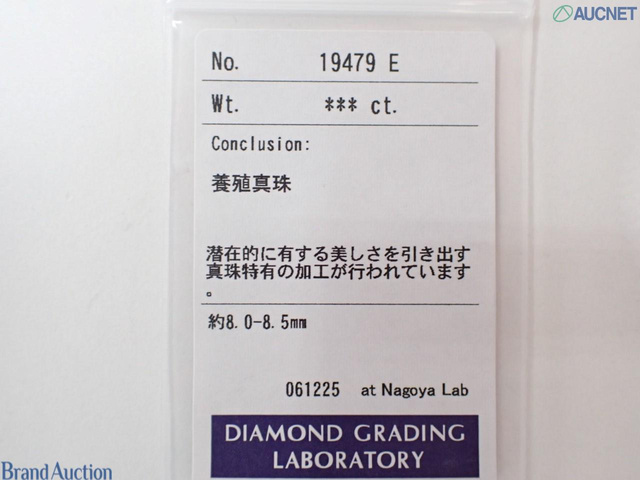 AUCNET
No. 19479 E
Wt. *** ct.
Conclusion:
養殖真珠
潜在的に有する美しさを引き出す
真珠特有の加工が行われています
。
約8.0-8.5mm
061225 at Nagoya Lab
DIAMOND GRADING
LABORATORY
Brand Auction